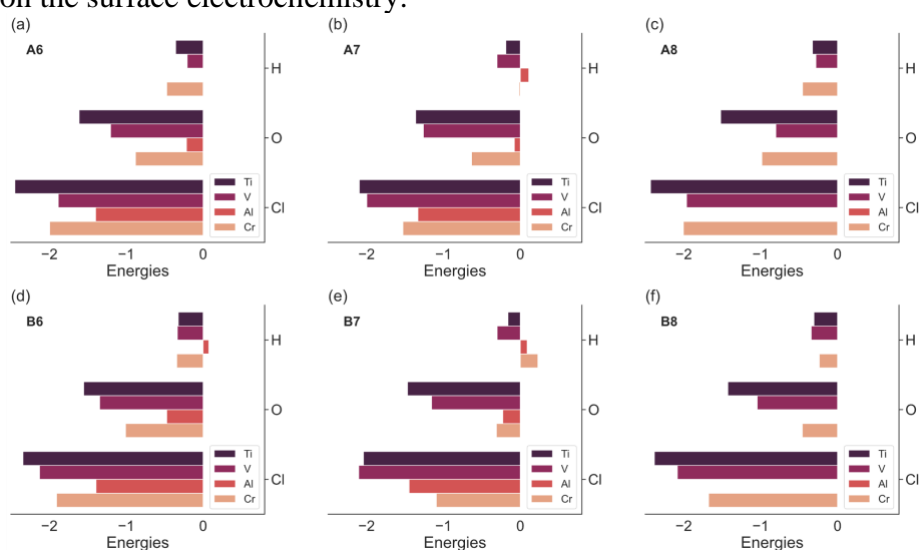 on the surface electrochemistry.
(a)
A6
H
O
Cl
Ti
V
Al
Cr
−2 −1 0
Energies
(b)
A7
H
O
Cl
Ti
V
Al
Cr
−2 −1 0
Energies
(c)
A8
H
O
Cl
Ti
V
Al
Cr
−2 −1 0
Energies
(d)
B6
H
O
Cl
Ti
V
Al
Cr
−2 −1 0
Energies
(e)
B7
H
O
Cl
Ti
V
Al
Cr
−2 −1 0
Energies
(f)
B8
H
O
Cl
Ti
V
Al
Cr
−2 −1 0
Energies